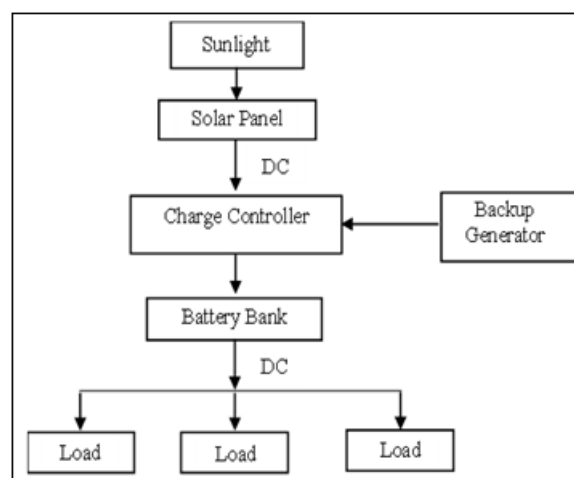 Sunlight
Solar Panel
DC
Charge Controller
Backup
Generator
Battery Bank
DC
Load
Load
Load